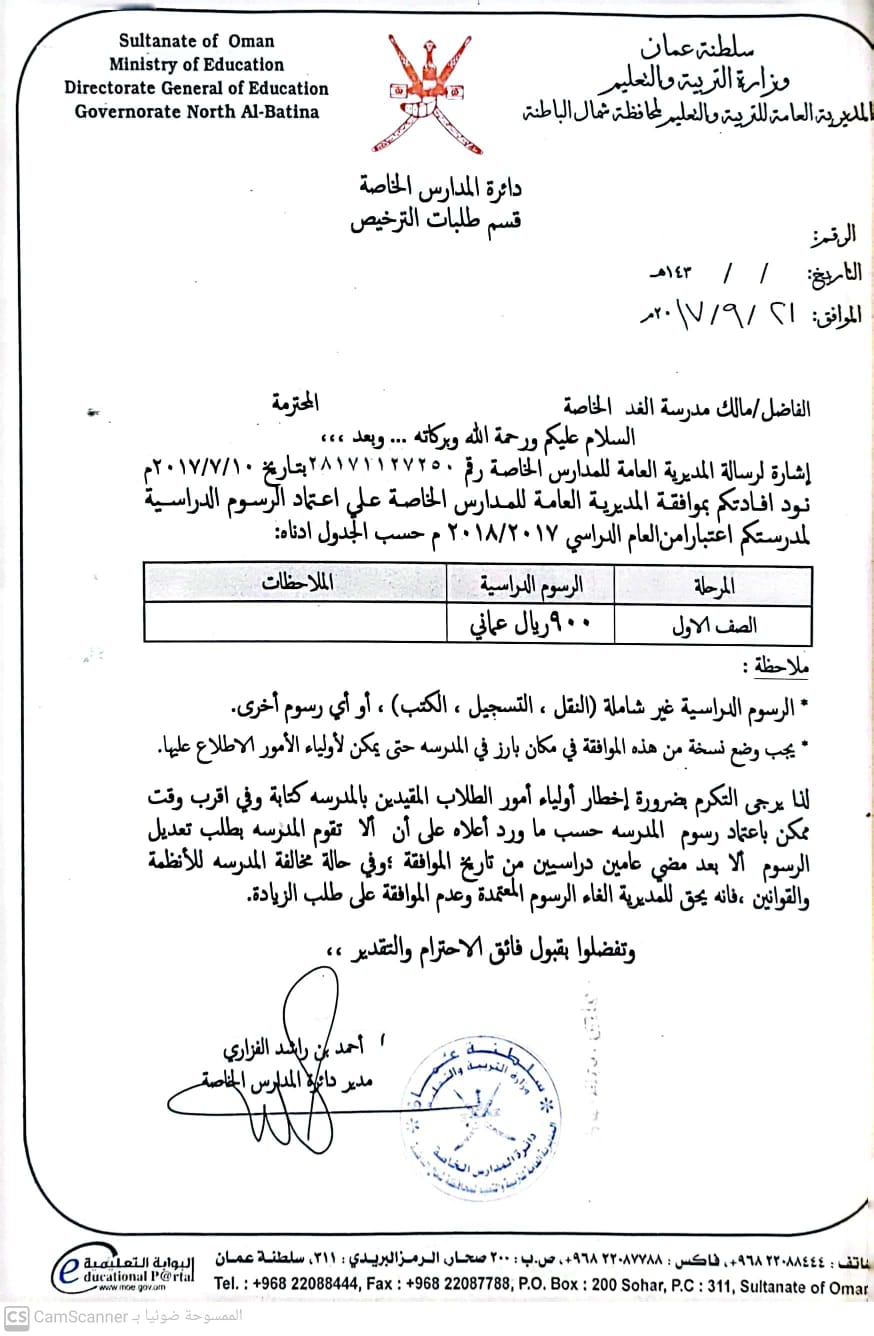 Sultanate of Oman
Ministry of Education
Directorate General of Education
Governorate North Al-Batina
سلطنة عمان
وزارة التربية والتعليم
المديرية العامة للتربية والتعليم لمحافظة شمال الباطنة
دائرة المدارس الخاصة
قسم طلبات الترخيص
الرقم:
التاريخ: / / ١٤٣هـ
الموافق: ٢١ /٩ /٢٠١٧م
الفاضل/مالك مدرسة الغد الخاصة المحترمة
السلام عليكم ورحمة الله وبركاته ... وبعد ،،،
إشارة لرسالة المديرية العامة للمدارس الخاصة رقم ٢٨١٧١١٢٧٢٥٠ بتاريخ ٢٠١٧/٧/١٠م
نود افادتكم بموافقة المديرية العامة للمدارس الخاصة علي اعتماد الرسوم الدراسية
لمدرستكم اعتبارامن العام الدراسي ٢٠١٨/٢٠١٧ م حسب الجدول ادناه:
المرحلة الرسوم الدراسية الملاحظات
الصف الاول ٩٠٠ريال عماني
ملاحظة :
* الرسوم الدراسية غير شاملة (النقل ، التسجيل ، الكتب) ، أو أي رسوم أخرى.
* يجب وضع نسخة من هذه الموافقة في مكان بارز في المدرسه حتى يمكن لأولياء الأمور الاطلاع عليها.
لذا يرجى التكرم بضرورة إخطار أولياء أمور الطلاب المقيدين بالمدرسه كتابة وفي اقرب وقت
ممكن باعتماد رسوم المدرسه حسب ما ورد أعلاه على أن ألا تقوم المدرسه بطلب تعديل
الرسوم ألا بعد مضي عامين دراسيين من تاريخ الموافقة ؛وفي حالة مخالفة المدرسه للأنظمة
والقوانين ،فانه يحق للمديرية الغاء الرسوم المعتمدة وعدم الموافقة على طلب الزيادة.
وتفضلوا بقبول فائق الاحترام والتقدير ،،
أحمد بن راشد الفزاري
مدير دائرة المدارس الخاصة
سلطنة عمان
وزارة التربية والتعليم
دائرة المدارس الخاصة
البوابة التعليمية
educational P@rtal
www.moe.gov.om
هاتف : ٢٢٠٨٨٤٤٤ ٩٦٨+، فاكس : ٢٢٠٨٧٧٨٨ ٩٦٨+، ص.ب: ٢٠٠ صحار، الرمز البريدي : ٣١١، سلطنة عمان
Tel. : +968 22088444, Fax : +968 22087788, P.O. Box : 200 Sohar, P.C : 311, Sultanate of Oman
CS CamScanner الممسوحة ضوئيا بـ